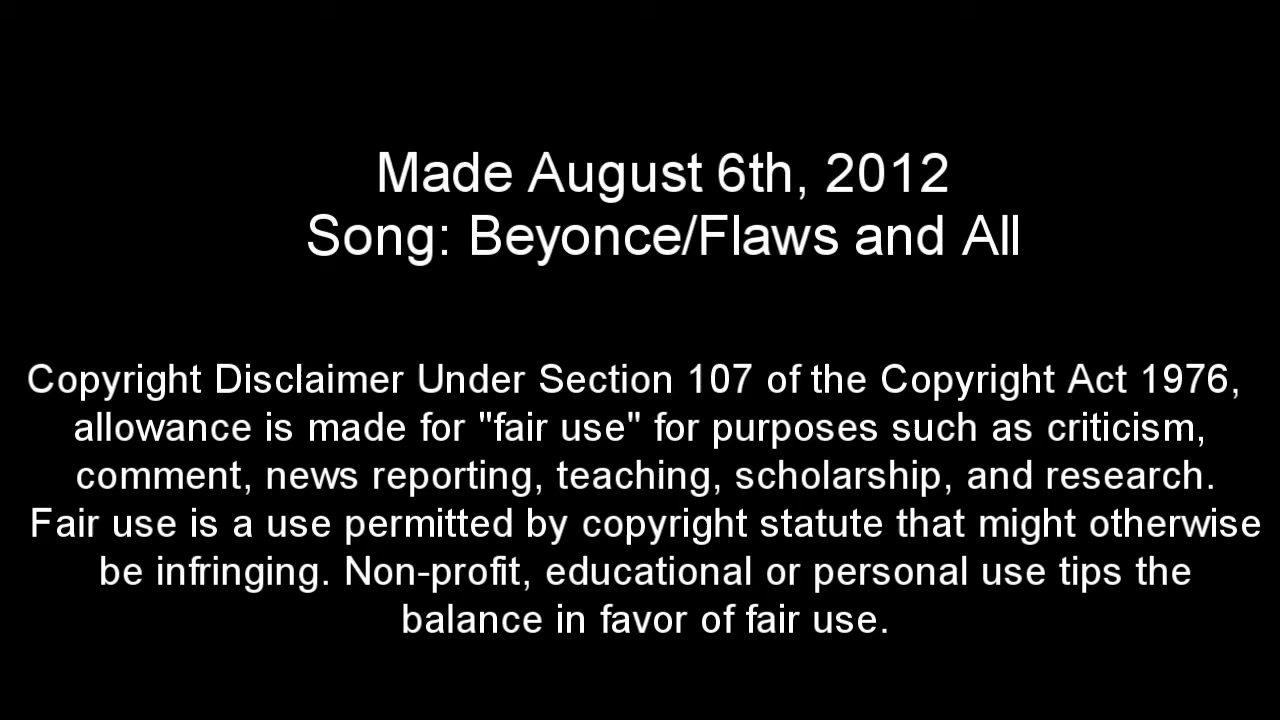 Made August 6th, 2012
Song: Beyonce/Flaws and All
Copyright Disclaimer Under Section 107 of the Copyright Act 1976,
allowance is made for "fair use" for purposes such as criticism,
comment, news reporting, teaching, scholarship, and research.
Fair use is a use permitted by copyright statute that might otherwise
be infringing. Non-profit, educational or personal use tips the
balance in favor of fair use.